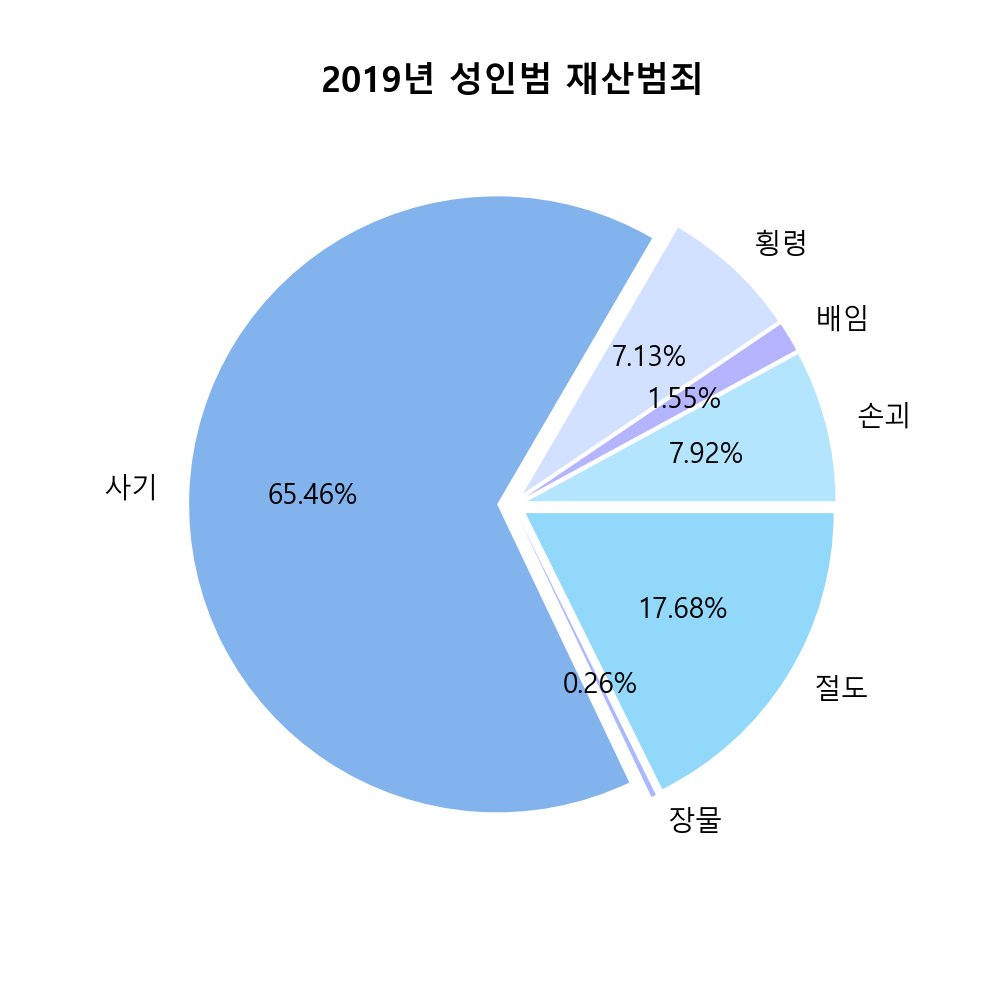 2019년 성인범 재산범죄
횡령
배임
손괴
7.13%
1.55%
7.92%
사기
65.46%
17.68%
0.26%
절도
장물